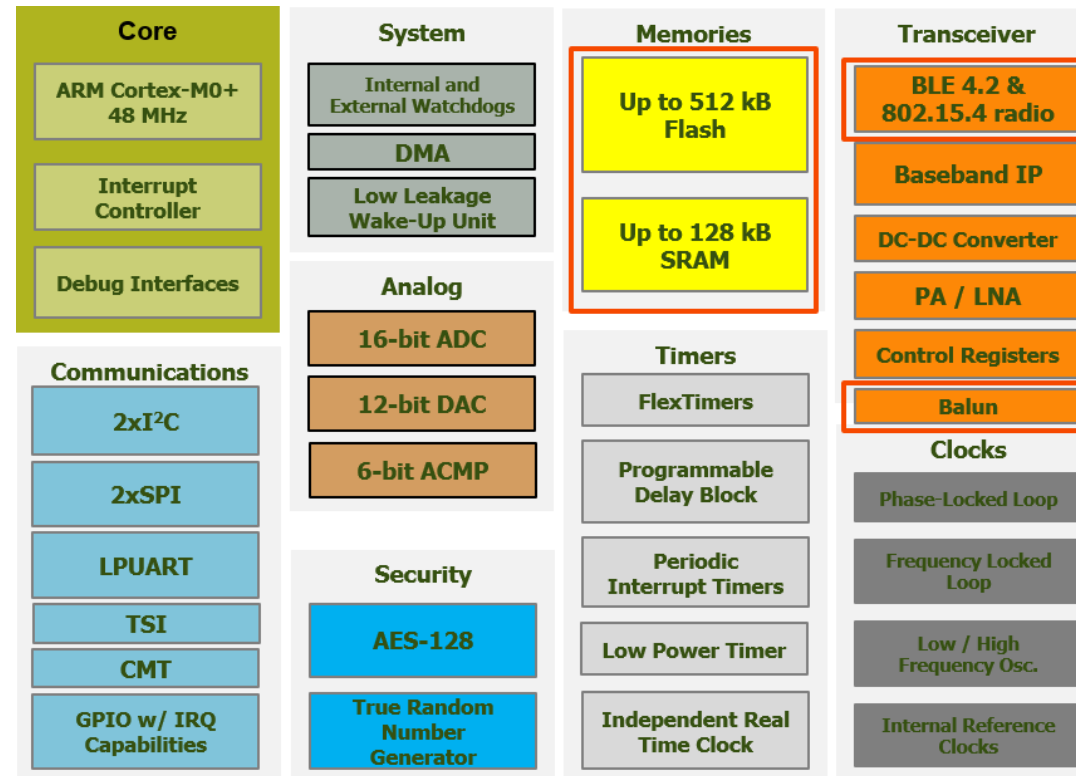 Core
ARM Cortex-M0+
48 MHz
Interrupt
Controller
Debug Interfaces
Communications
2xI²C
2xSPI
LPUART
TSI
CMT
GPIO w/ IRQ
Capabilities
System
Internal and
External Watchdogs
DMA
Low Leakage
Wake-Up Unit
Analog
16-bit ADC
12-bit DAC
6-bit ACMP
Security
AES-128
True Random
Number
Generator
Memories
Up to 512 kB
Flash
Up to 128 kB
SRAM
Timers
FlexTimers
Programmable
Delay Block
Periodic
Interrupt Timers
Low Power Timer
Independent Real
Time Clock
Transceiver
BLE 4.2 &
802.15.4 radio
Baseband IP
DC-DC Converter
PA / LNA
Control Registers
Balun
Clocks
Phase-Locked Loop
Frequency Locked
Loop
Low / High
Frequency Osc.
Internal Reference
Clocks